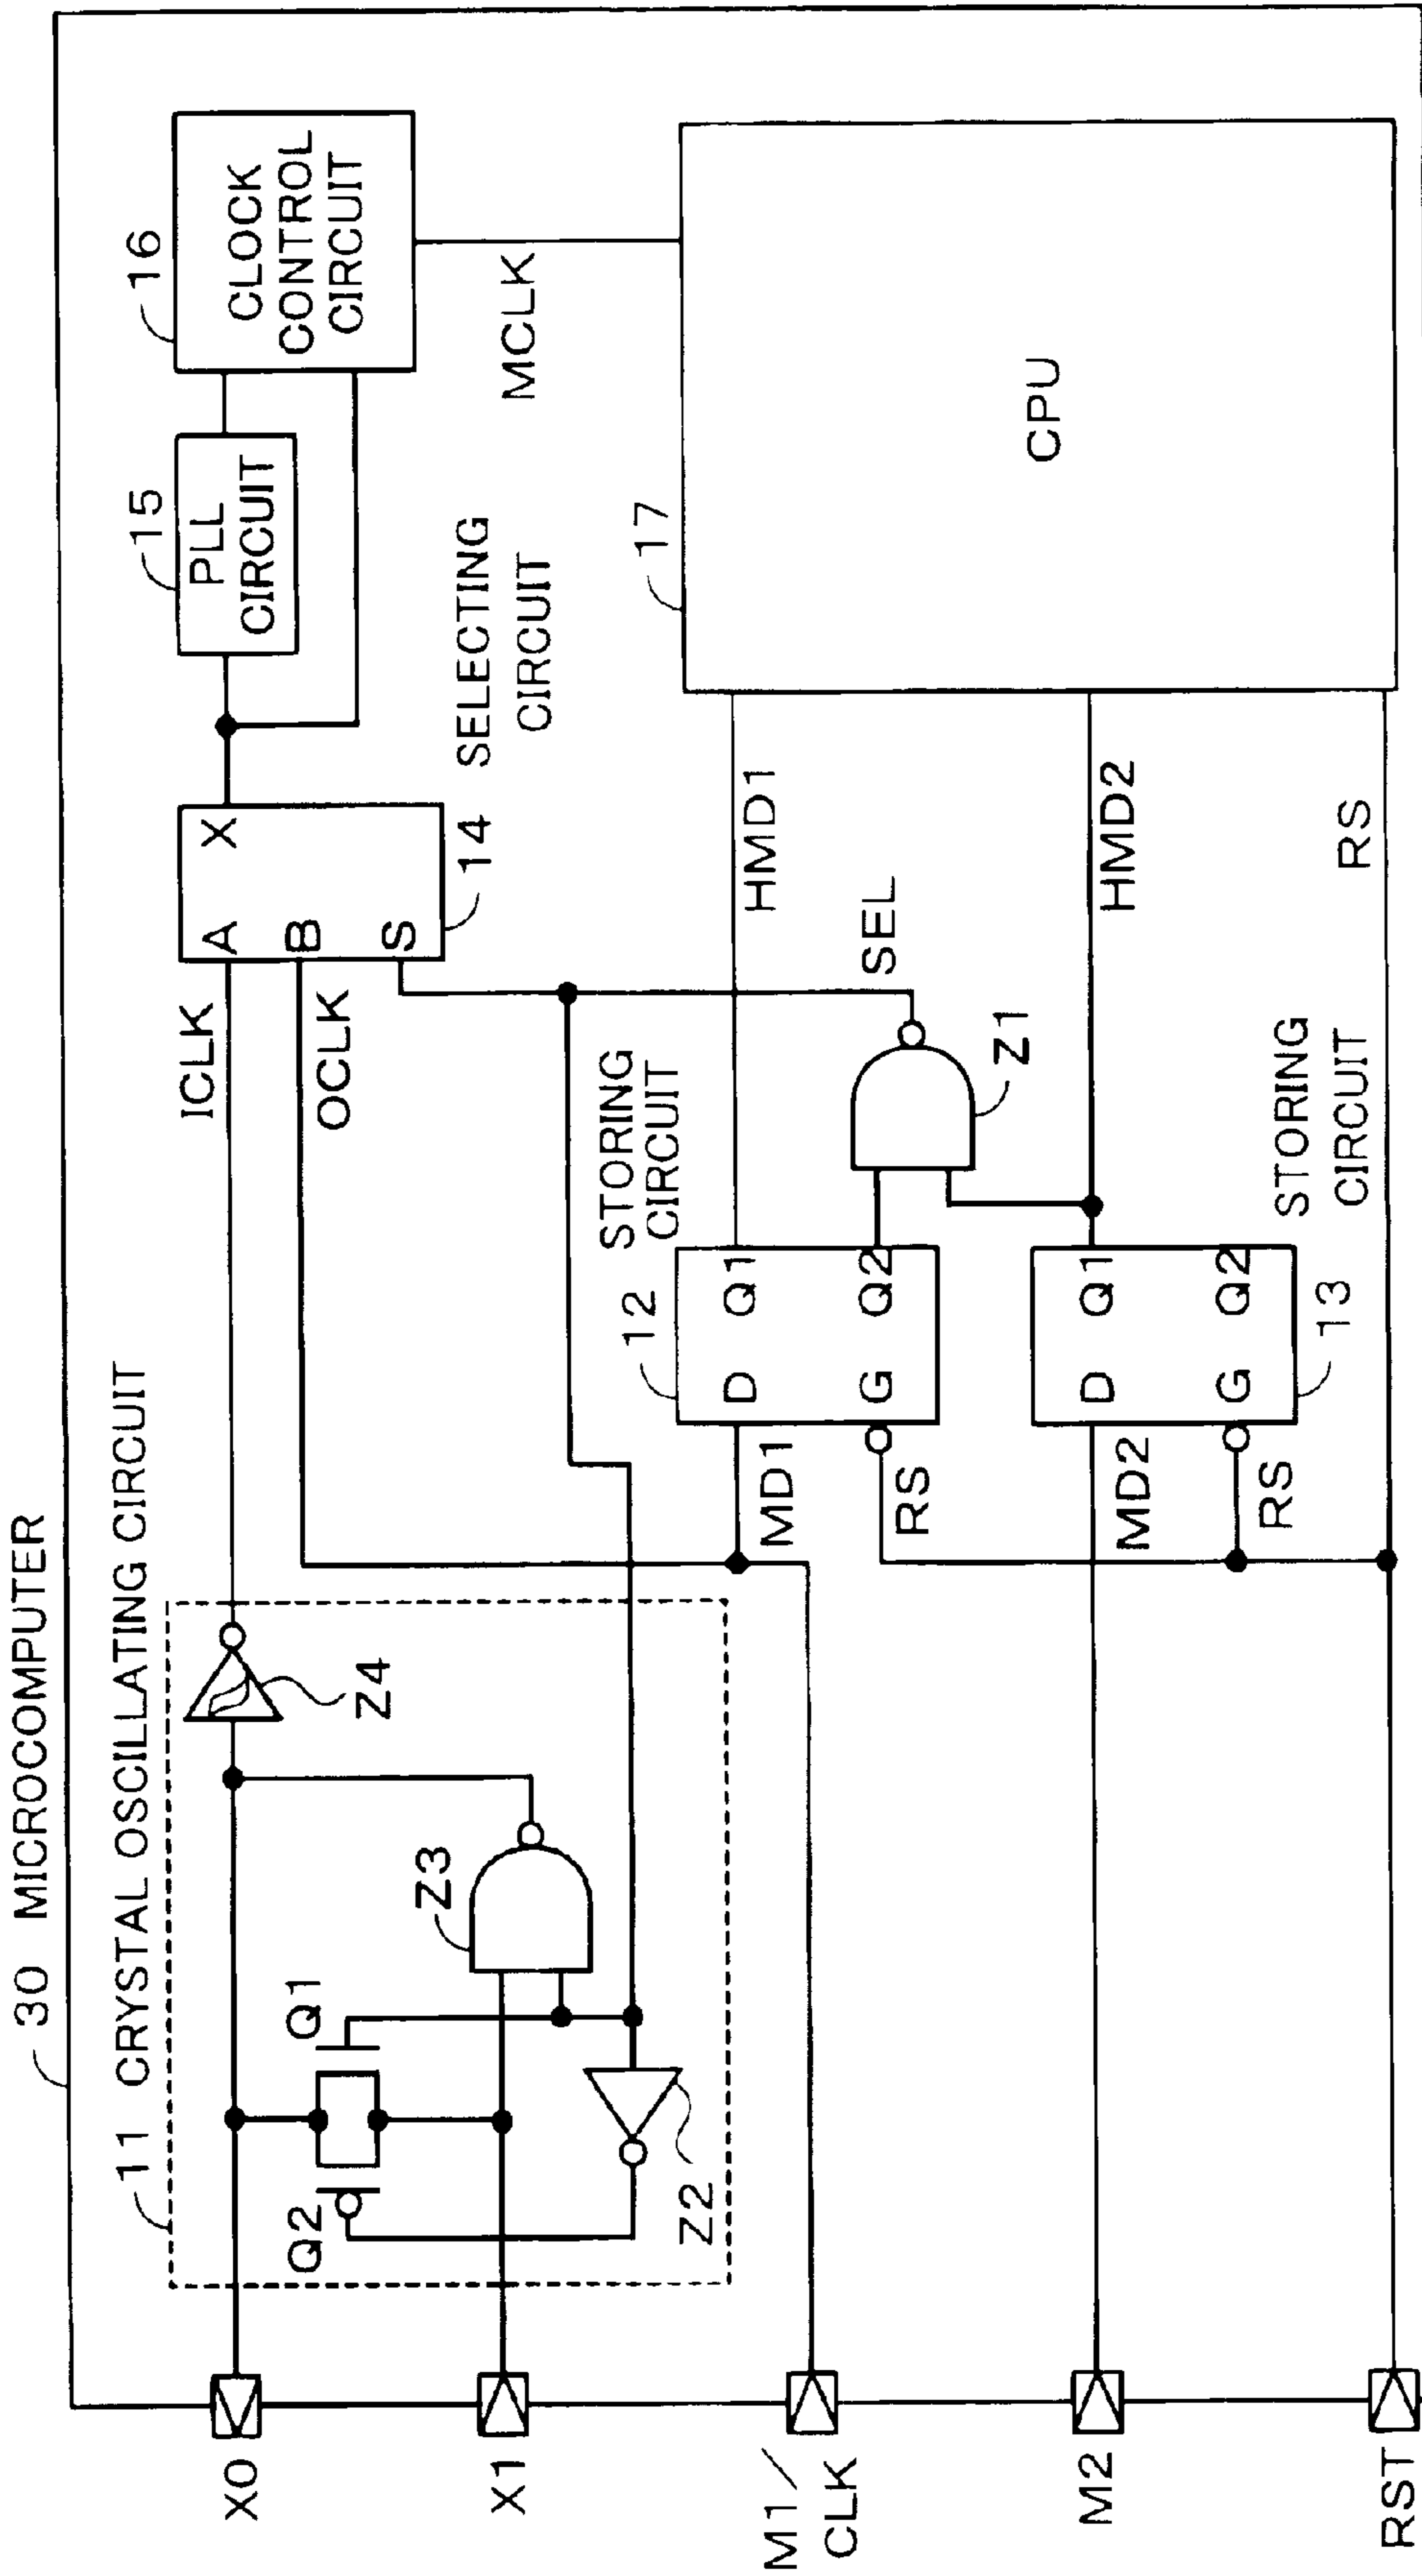 30 MICROCOMPUTER
11 CRYSTAL OSCILLATING CIRCUIT
X0
X1
M1/
CLK
M2
RST
Q2
Q1
Z3
Z2
Z4
ICLK
OCLK
A
B
S
X
14
SELECTING
CIRCUIT
15
PLL
CIRCUIT
16
CLOCK
CONTROL
CIRCUIT
MCLK
MD1
RS
12
STORING
CIRCUIT
D
G
Q1
Q2
MD2
RS
13
STORING
CIRCUIT
D
G
Q1
Q2
Z1
SEL
HMD1
HMD2
RS
17
CPU